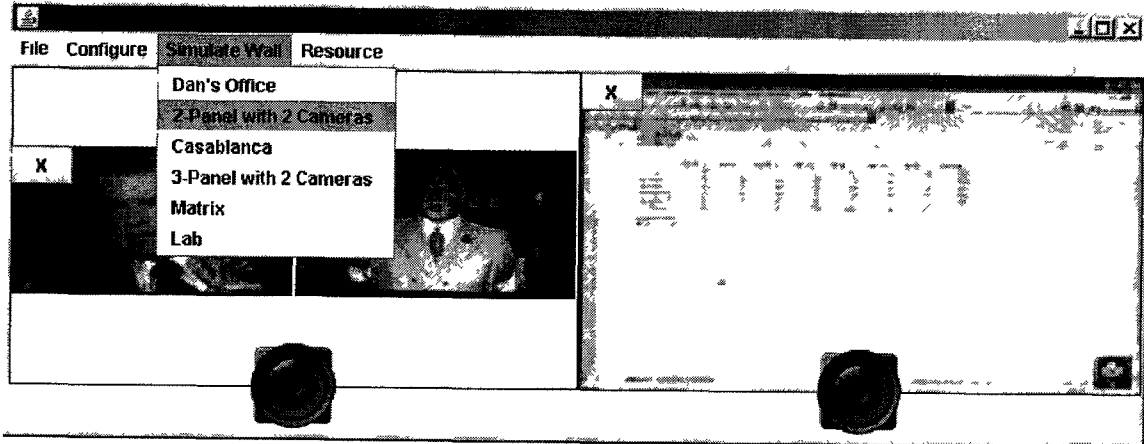 File Configure Simulate Wall Resource
Dan's Office
2-Panel with 2 Cameras
Casablanca
3-Panel with 2 Cameras
Matrix
Lab
X
X